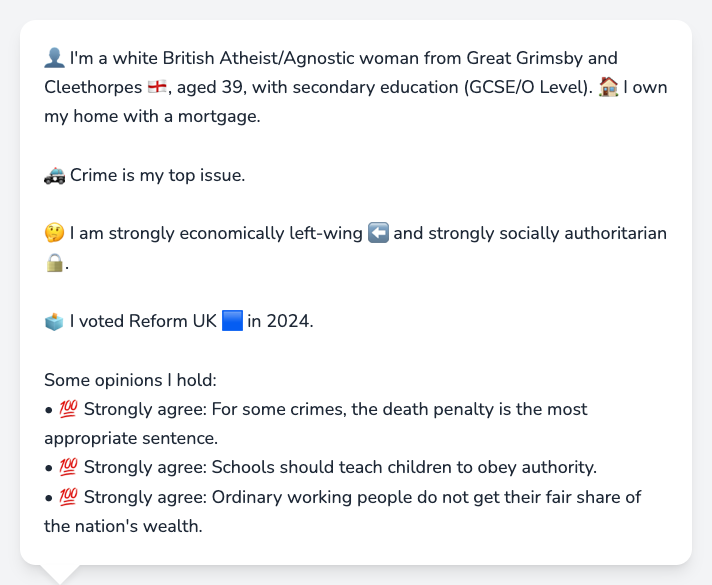 👤 I'm a white British Atheist/Agnostic woman from Great Grimsby and
Cleethorpes 🏴󠁧󠁢󠁥󠁮󠁧󠁿, aged 39, with secondary education (GCSE/O Level). 🏠 I own
my home with a mortgage.
🚓 Crime is my top issue.
🤔 I am strongly economically left-wing ⬅️ and strongly socially authoritarian
🔒.
🗳️ I voted Reform UK 🟦 in 2024.
Some opinions I hold:
• 💯 Strongly agree: For some crimes, the death penalty is the most
appropriate sentence.
• 💯 Strongly agree: Schools should teach children to obey authority.
• 💯 Strongly agree: Ordinary working people do not get their fair share of
the nation's wealth.